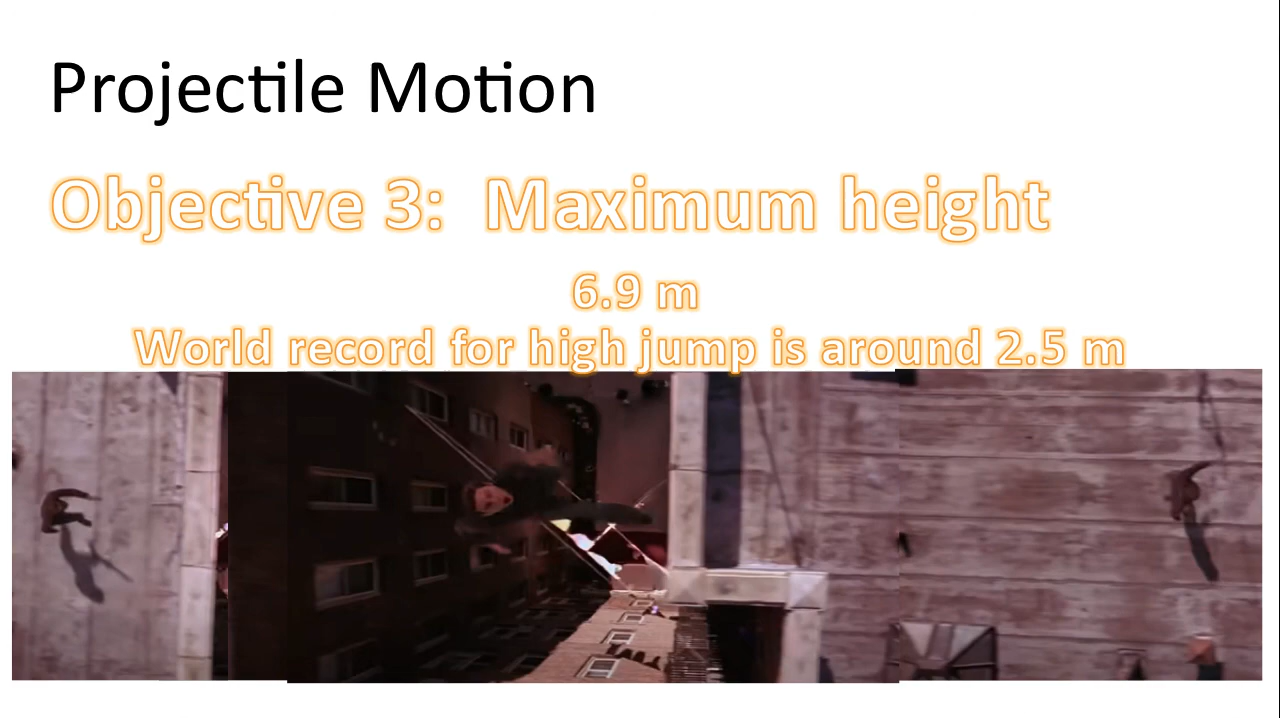 Projectile Motion
Objective 3:  Maximum height
6.9 m
World record for high jump is around 2.5 m